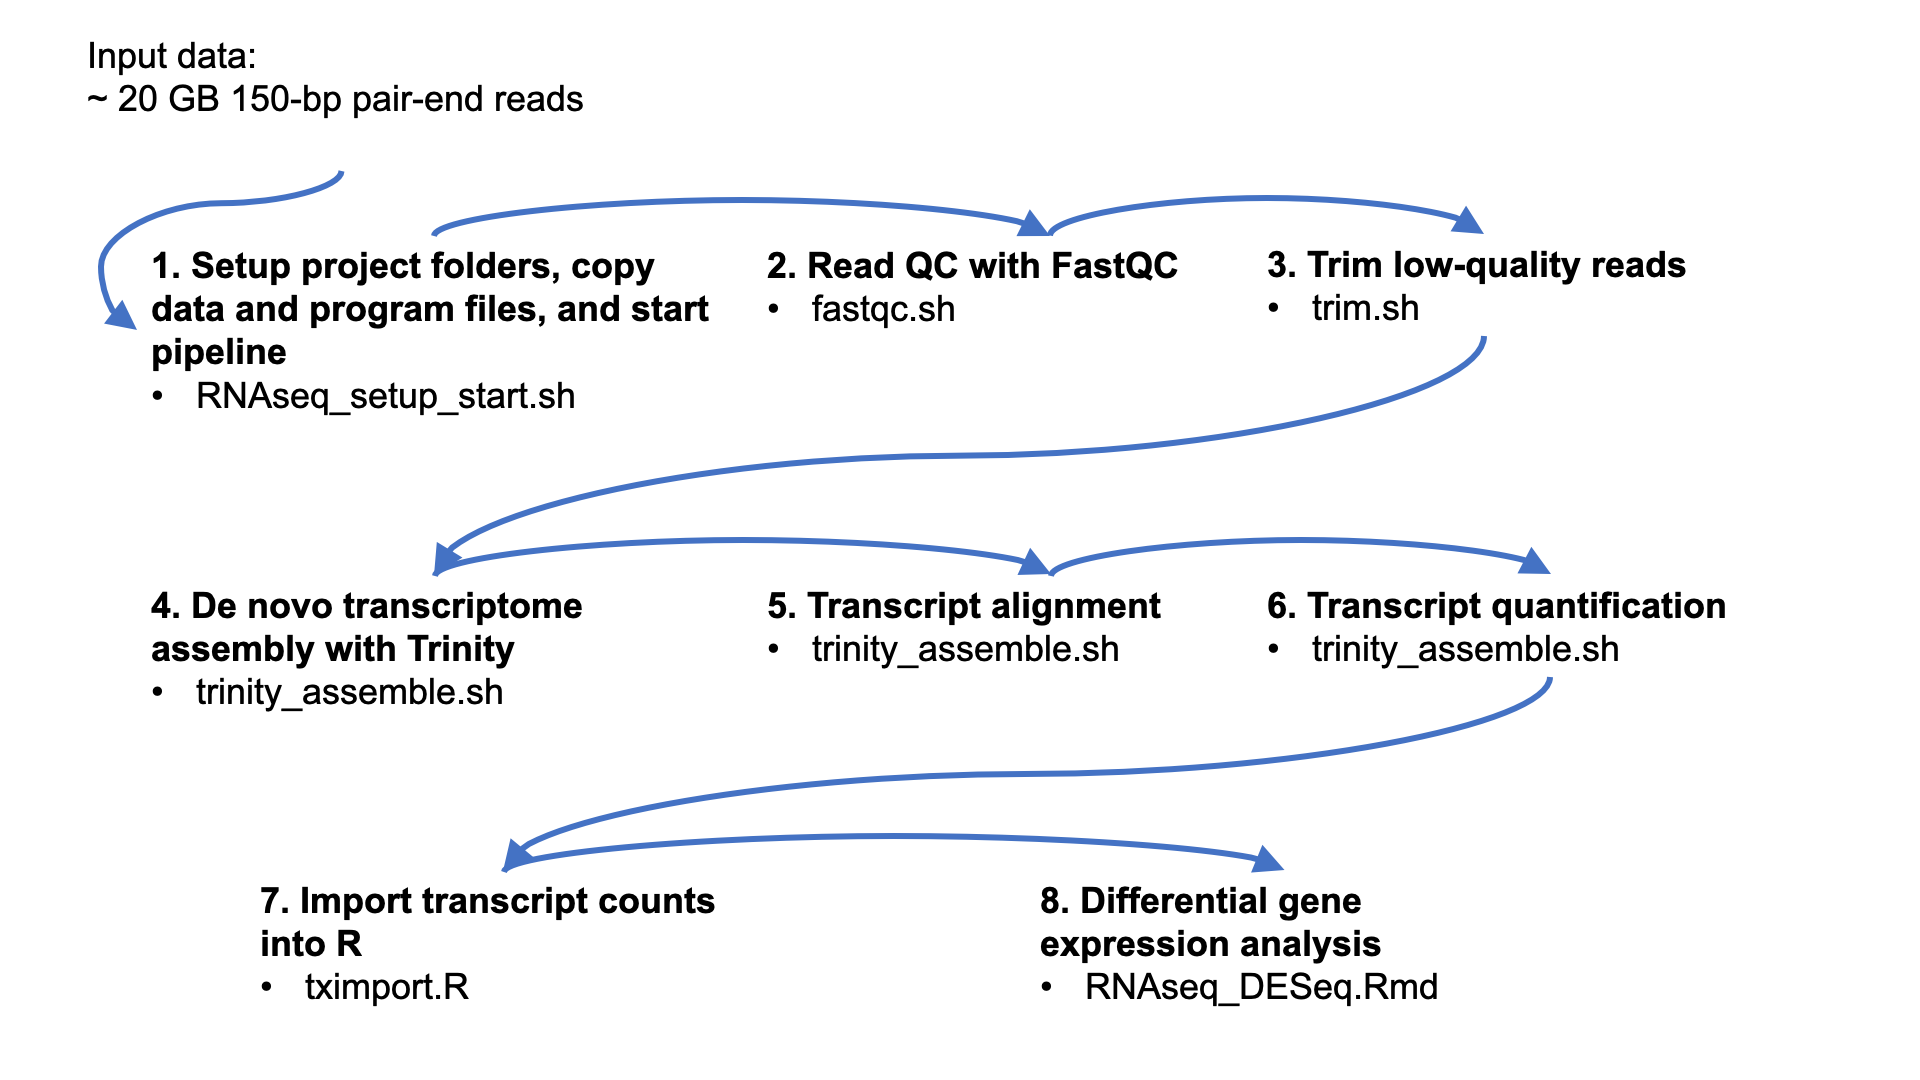 Input data:
~ 20 GB 150-bp pair-end reads
1. Setup project folders, copy
data and program files, and start
pipeline
• RNAseq_setup_start.sh
2. Read QC with FastQC
• fastqc.sh
3. Trim low-quality reads
• trim.sh
4. De novo transcriptome
assembly with Trinity
• trinity_assemble.sh
5. Transcript alignment
• trinity_assemble.sh
6. Transcript quantification
• trinity_assemble.sh
7. Import transcript counts
into R
• tximport.R
8. Differential gene
expression analysis
• RNAseq_DESeq.Rmd